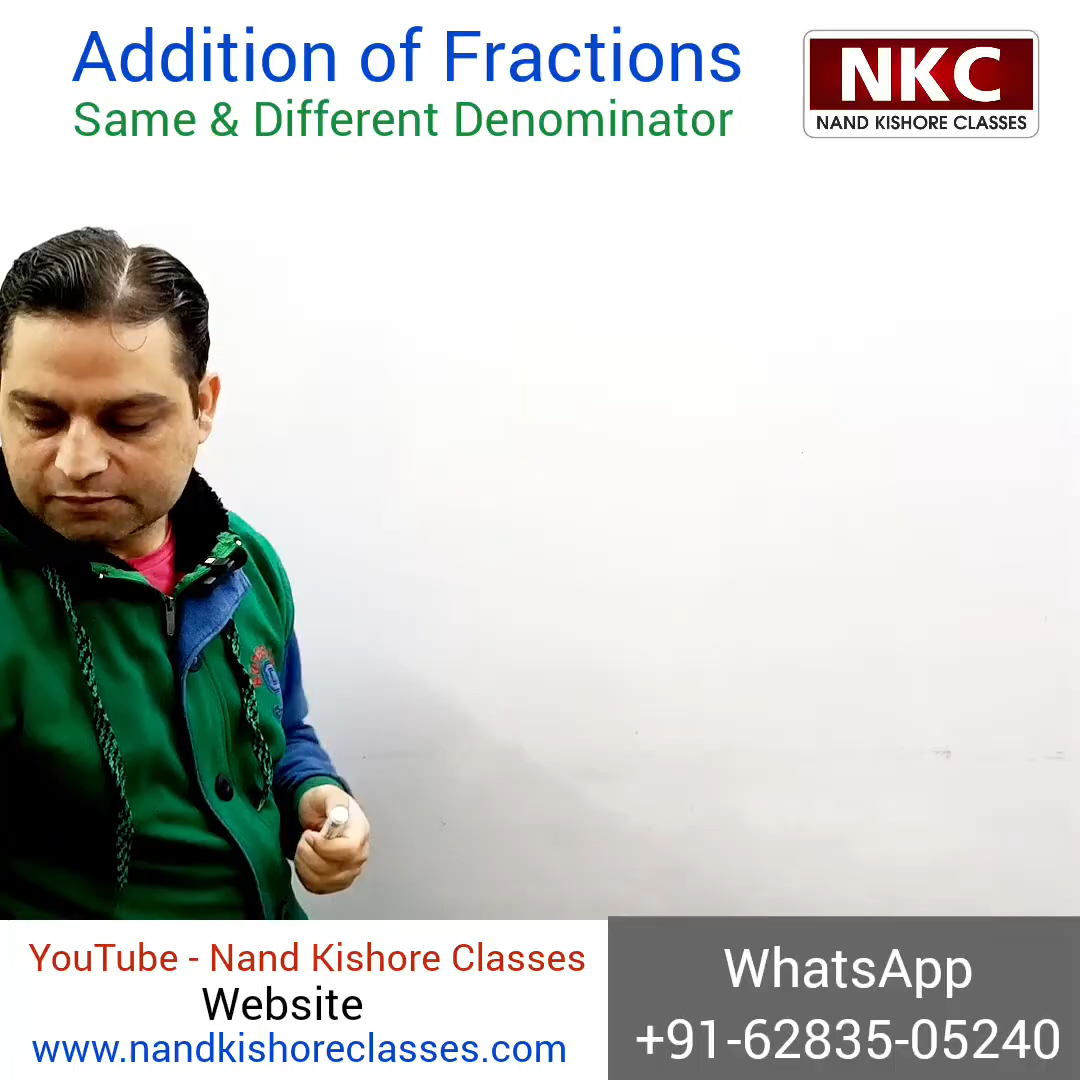 Addition of Fractions
Same & Different Denominator
NKC
NAND KISHORE CLASSES
YouTube - Nand Kishore Classes
Website
www.nandkishoreclasses.com
WhatsApp
+91-62835-05240